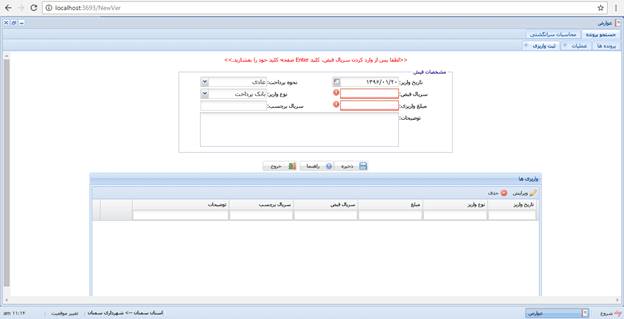 localhost:3693/NewVer
عوارض
جستجو پرونده محاسبات سرانگشتی
پرونده ها عملیات ثبت واریزی
<<لطفا پس از وارد کردن سریال فیش، کلید Enter صفحه کلید خود را بفشارید.>>
مشخصات فیش
تاریخ واریز: ۱۳۹۶/۰۱/۲۰ نحوه پرداخت: عادی
سریال فیش: نوع واریز: بانک پرداخت
مبلغ واریزی: سریال برچسب:
توضیحات:
ذخیره راهنما خروج
واریزی ها
ویرایش حذف
تاریخ واریز نوع واریز مبلغ سریال فیش سریال برچسب توضیحات
شروع عوارض استان سمنان --> شهرداری سمنان تغییر موقعیت ۱۱:۱۴ am